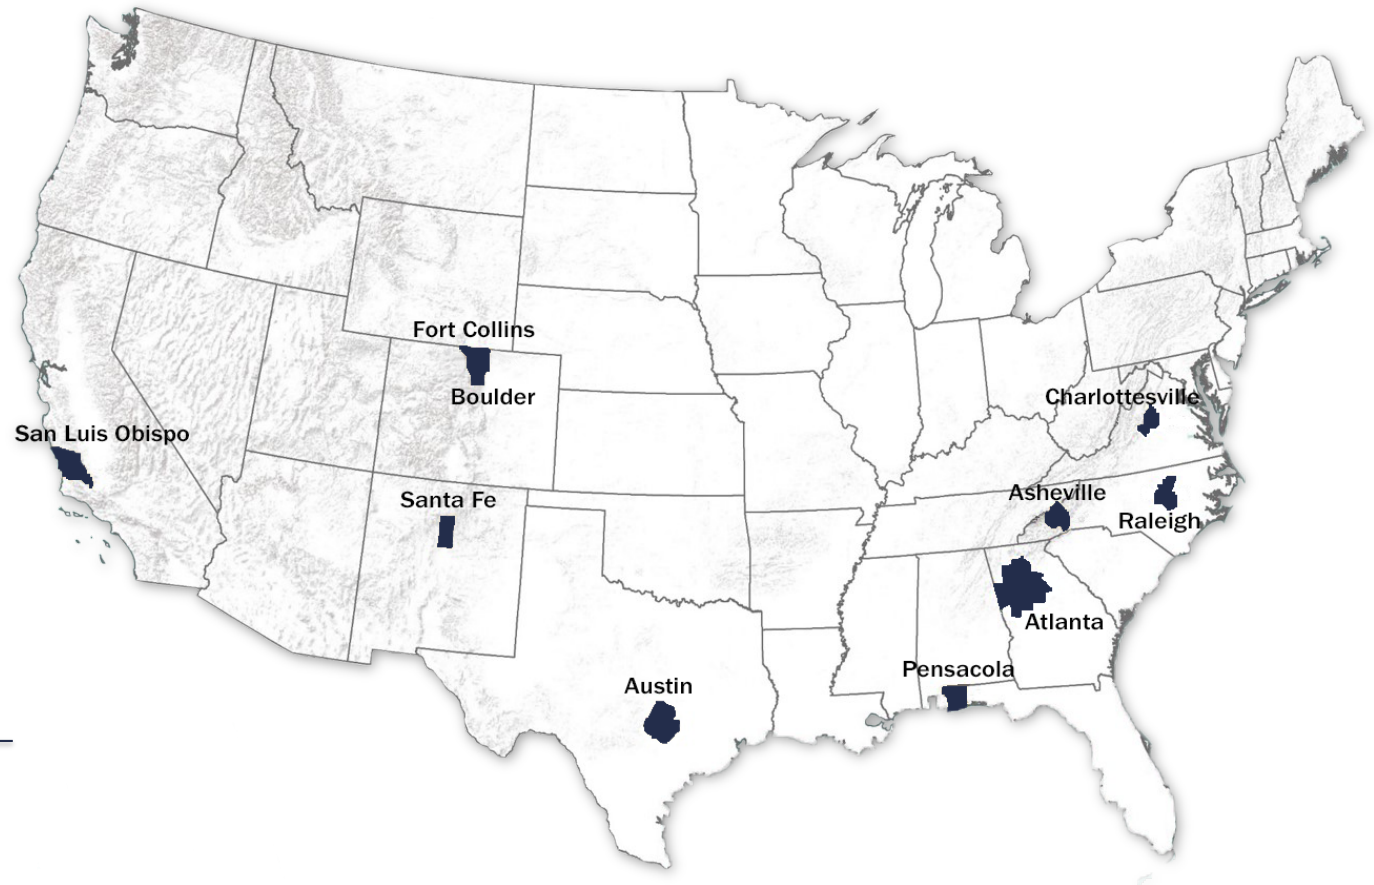 Fort Collins
Boulder
Charlottesville
San Luis Obispo
Santa Fe
Asheville
Raleigh
Atlanta
Pensacola
Austin